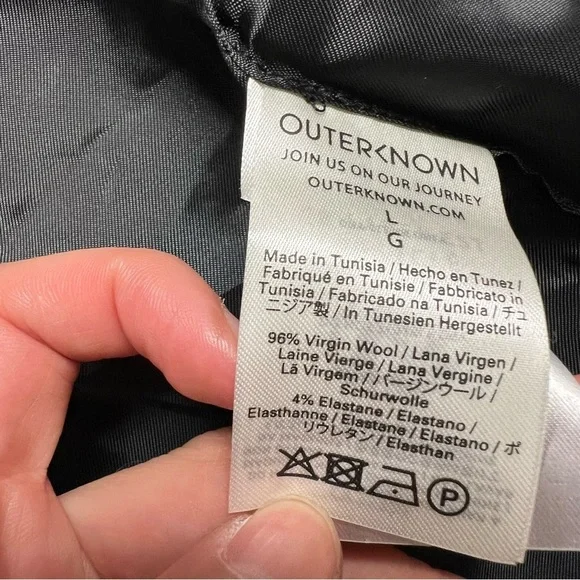 OUTERKNOWN
JOIN US ON OUR JOURNEY
OUTERKNOWN.COM
L
G
Made in Tunisia / Hecho en Tunez /
Fabriqué en Tunisie / Fabbricato in
Tunisia / Fabricado na Tunisia / チュ
ニジア製 / In Tunesien Hergestellt
96% Virgin Wool / Lana Virgen /
Laine Vierge / Lana Vergine /
Lã Virgem / バージンウール /
Schurwolle
4% Elastane / Elastano /
Elasthanne / Elastane / Elastano / ポ
リウレタン / Elasthan
P